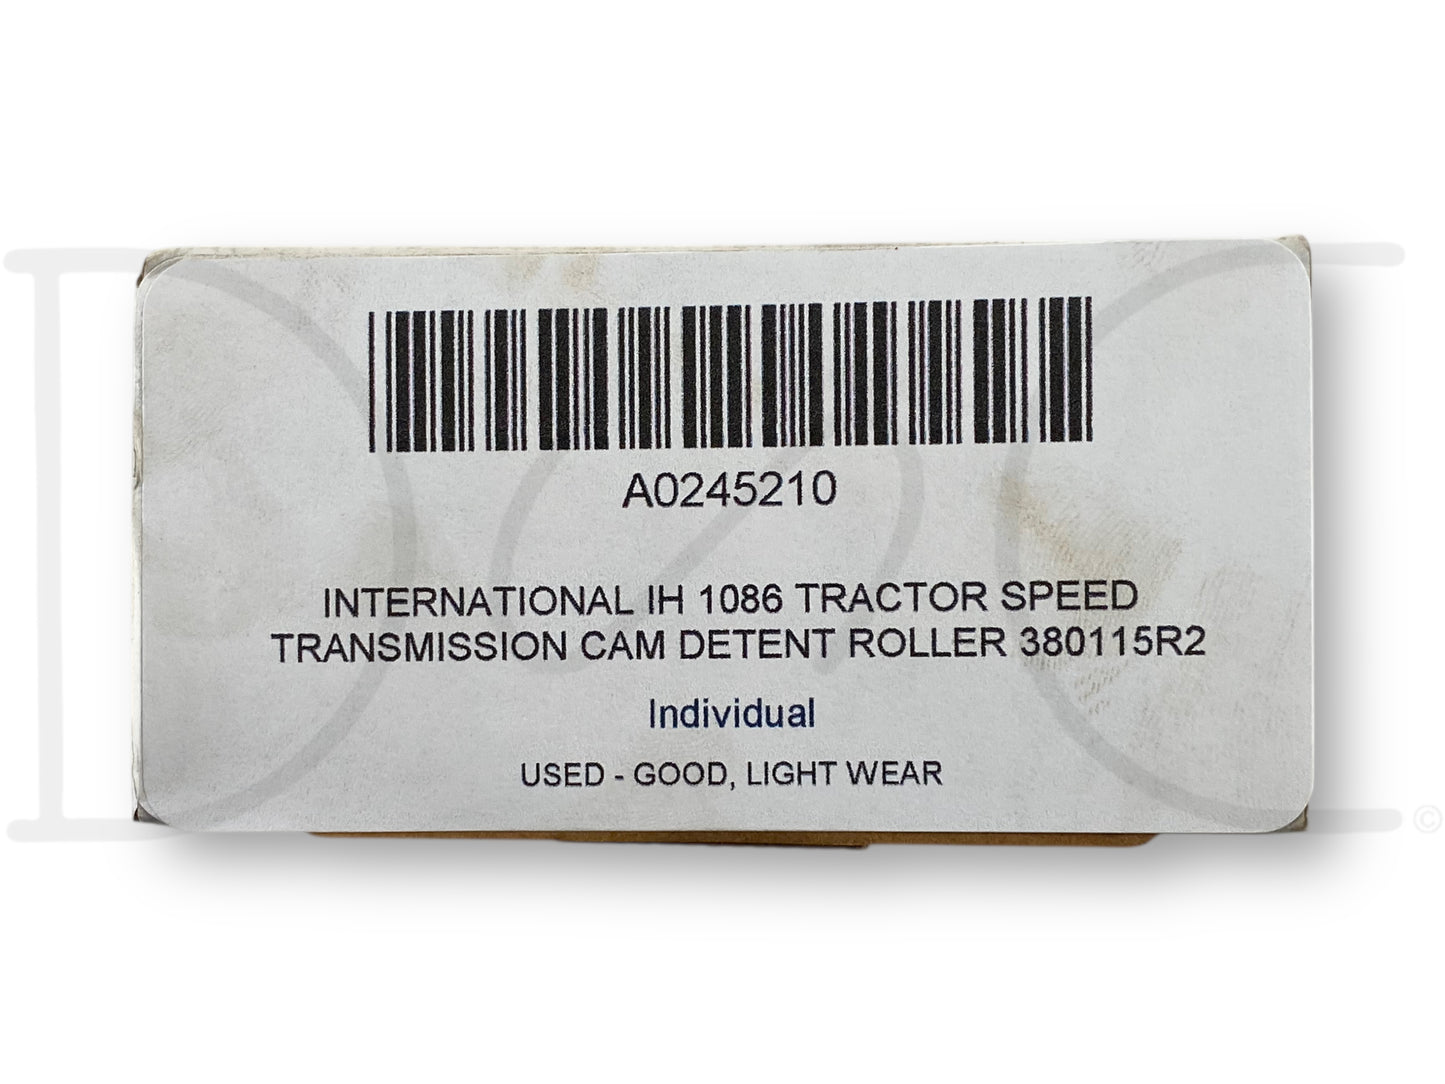 A0245210
INTERNATIONAL IH 1086 TRACTOR SPEED
TRANSMISSION CAM DETENT ROLLER 380115R2
Individual
USED - GOOD, LIGHT WEAR
©